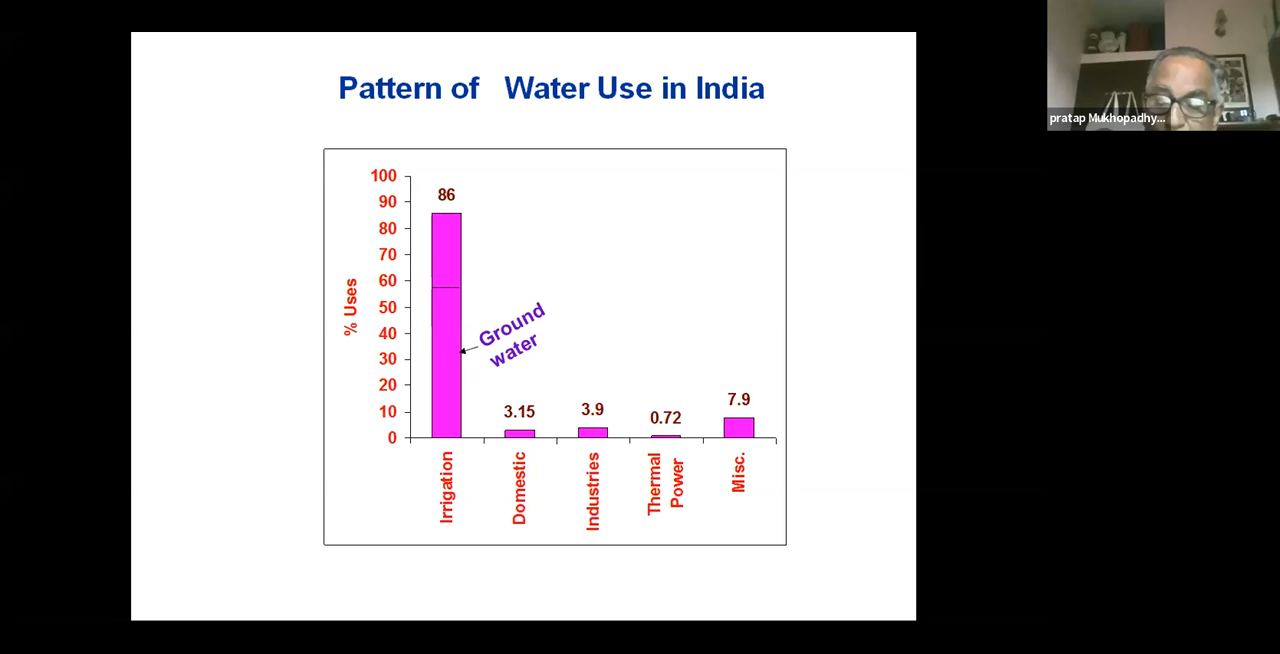 Pattern of   Water Use in India
pratap Mukhopadhy...
100
90
80
70
60
50
40
30
20
10
0
% Uses
86
3.15
3.9
0.72
7.9
Ground
water
Irrigation
Domestic
Industries
Thermal
Power
Misc.